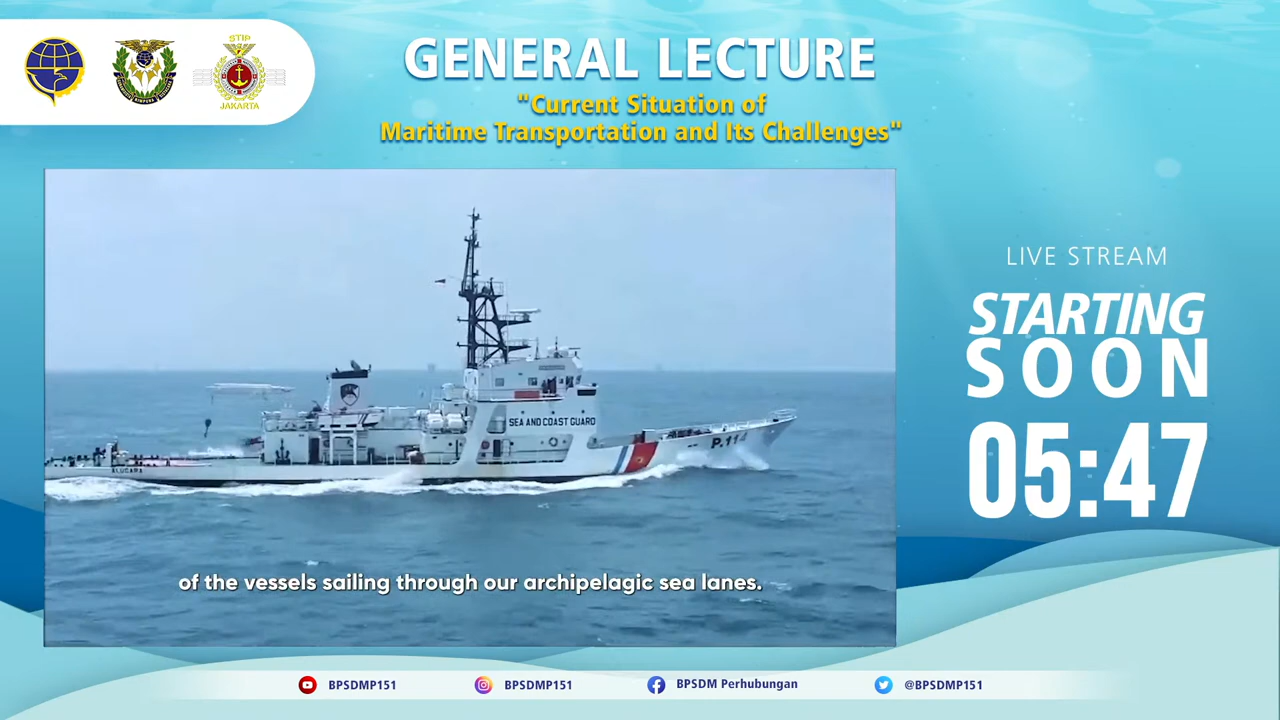 STIP
JAKARTA
GENERAL LECTURE
"Current Situation of
Maritime Transportation and Its Challenges"
LIVE STREAM
STARTING
SOON
05:47
SEA AND COAST GUARD
P.114
ALUGARA
of the vessels sailing through our archipelagic sea lanes.
BPSDMP151
BPSDMP151
BPSDM Perhubungan
@BPSDMP151